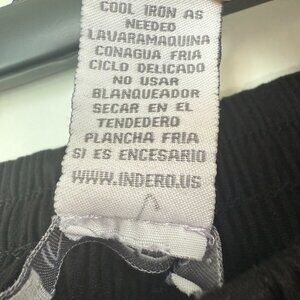 COOL IRON AS
NEEDED
LAVARAMAQUINA
CONAGUA FRIA
CICLO DELICADO
NO USAR
BLANQUEADOR
SECAR EN EL
TENDEDERO
PLANCHA FRIA
SI ES ENCESARIO
WWW.INDERO.US